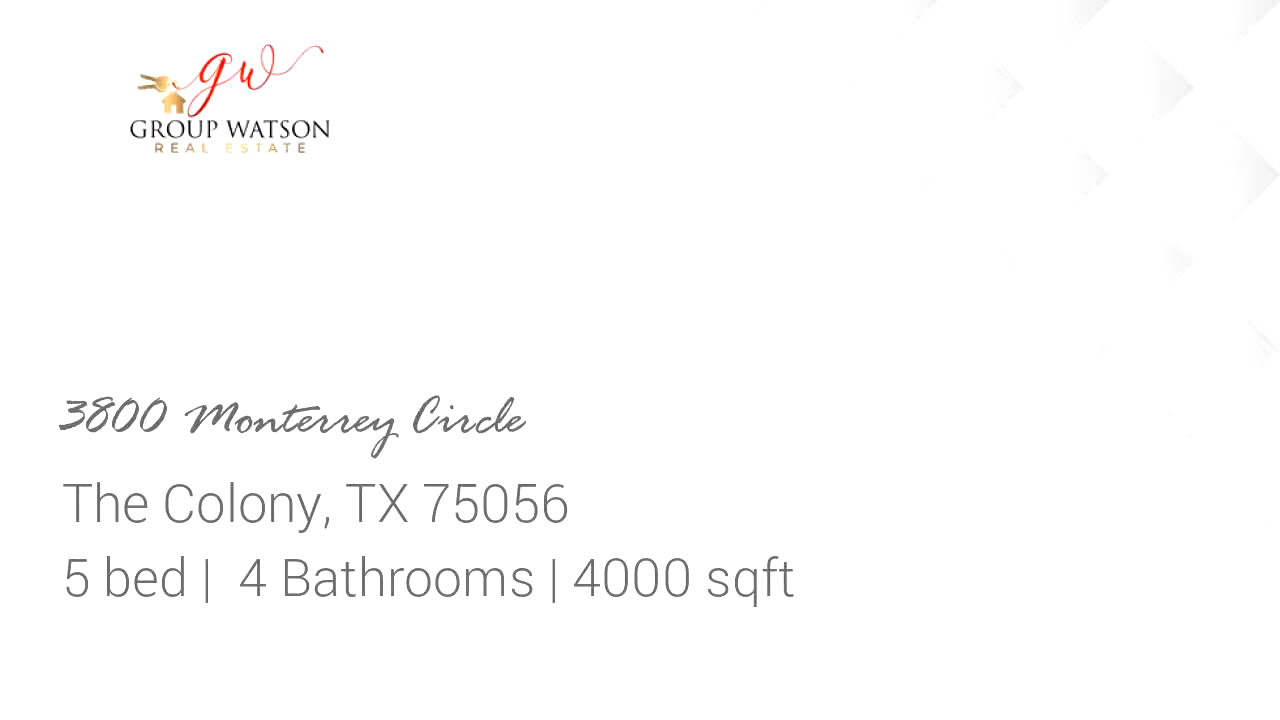 gw
GROUP WATSON
REAL ESTATE
3800 Monterrey Circle
The Colony, TX 75056
5 bed | 4 Bathrooms | 4000 sqft